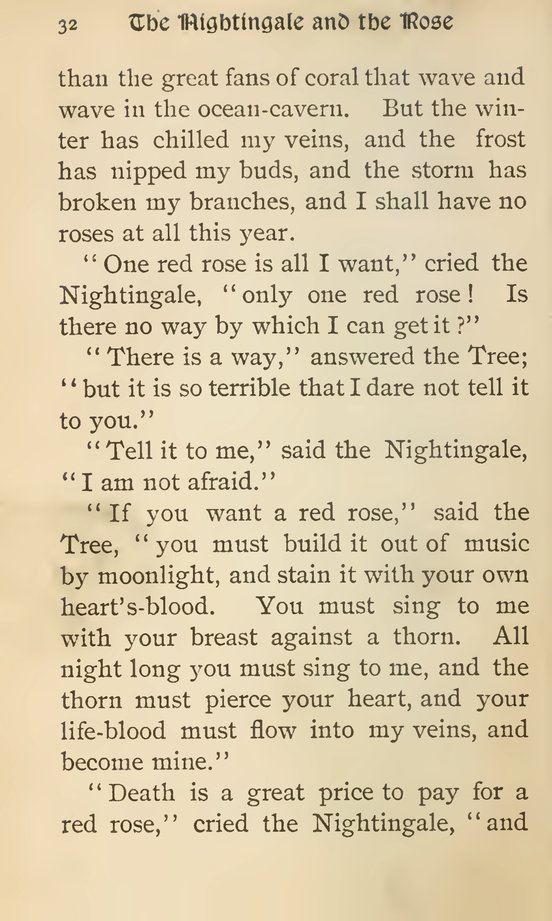 32 The Nightingale and the Rose
than the great fans of coral that wave and
wave in the ocean-cavern. But the win-
ter has chilled my veins, and the frost
has nipped my buds, and the storm has
broken my branches, and I shall have no
roses at all this year.
“One red rose is all I want,” cried the
Nightingale, “only one red rose! Is
there no way by which I can get it?”
“There is a way,” answered the Tree;
“but it is so terrible that I dare not tell it
to you.”
“Tell it to me,” said the Nightingale,
“I am not afraid.”
“If you want a red rose,” said the
Tree, “you must build it out of music
by moonlight, and stain it with your own
heart's-blood. You must sing to me
with your breast against a thorn. All
night long you must sing to me, and the
thorn must pierce your heart, and your
life-blood must flow into my veins, and
become mine.”
“Death is a great price to pay for a
red rose,” cried the Nightingale, “and